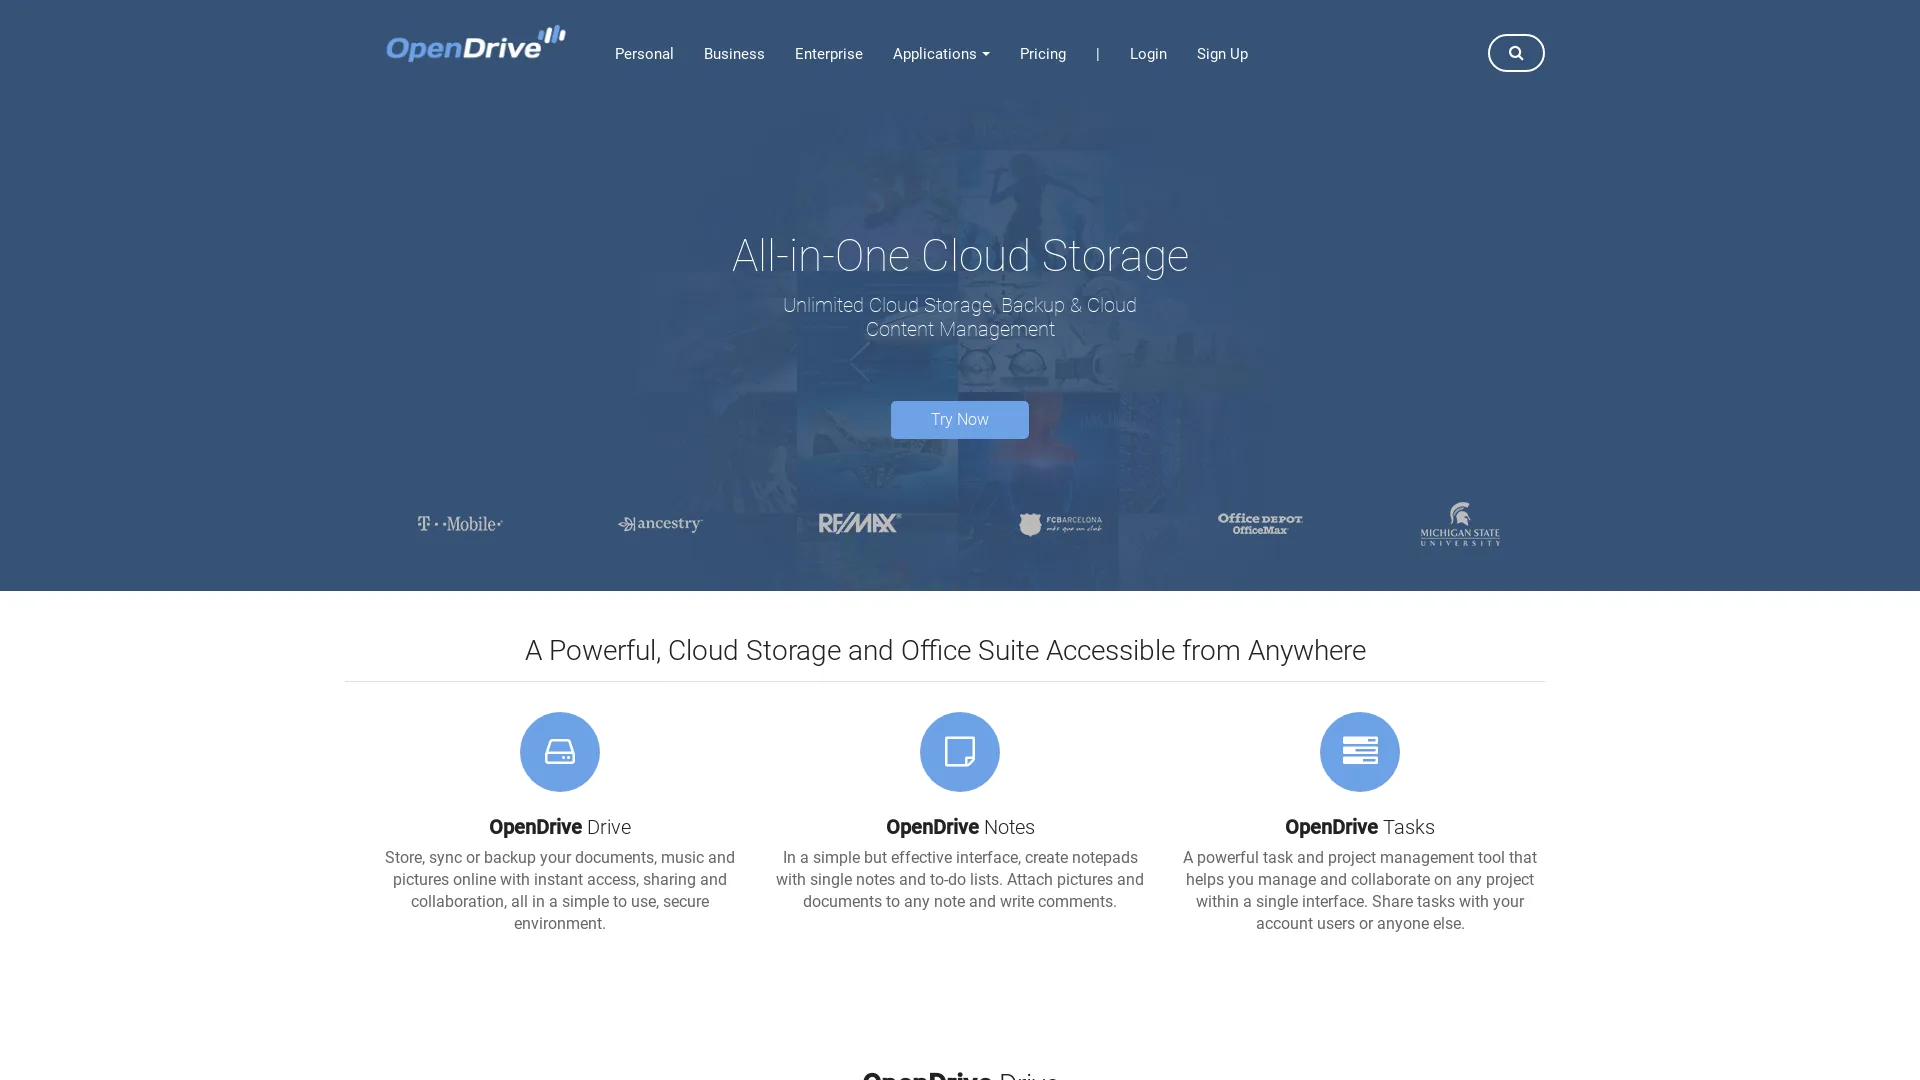 OpenDrive
Personal
Business
Enterprise
Applications
Pricing
|
Login
Sign Up
All-in-One Cloud Storage
Unlimited Cloud Storage, Backup & Cloud
Content Management
Try Now
T··Mobile·
ancestry
RE/MAX
FCBARCELONA
més que un club
Office DEPOT
OfficeMax
MICHIGAN STATE
UNIVERSITY
A Powerful, Cloud Storage and Office Suite Accessible from Anywhere
OpenDrive Drive
Store, sync or backup your documents, music and
pictures online with instant access, sharing and
collaboration, all in a simple to use, secure
environment.
OpenDrive Notes
In a simple but effective interface, create notepads
with single notes and to-do lists. Attach pictures and
documents to any note and write comments.
OpenDrive Tasks
A powerful task and project management tool that
helps you manage and collaborate on any project
within a single interface. Share tasks with your
account users or anyone else.
OpenDrive Drive